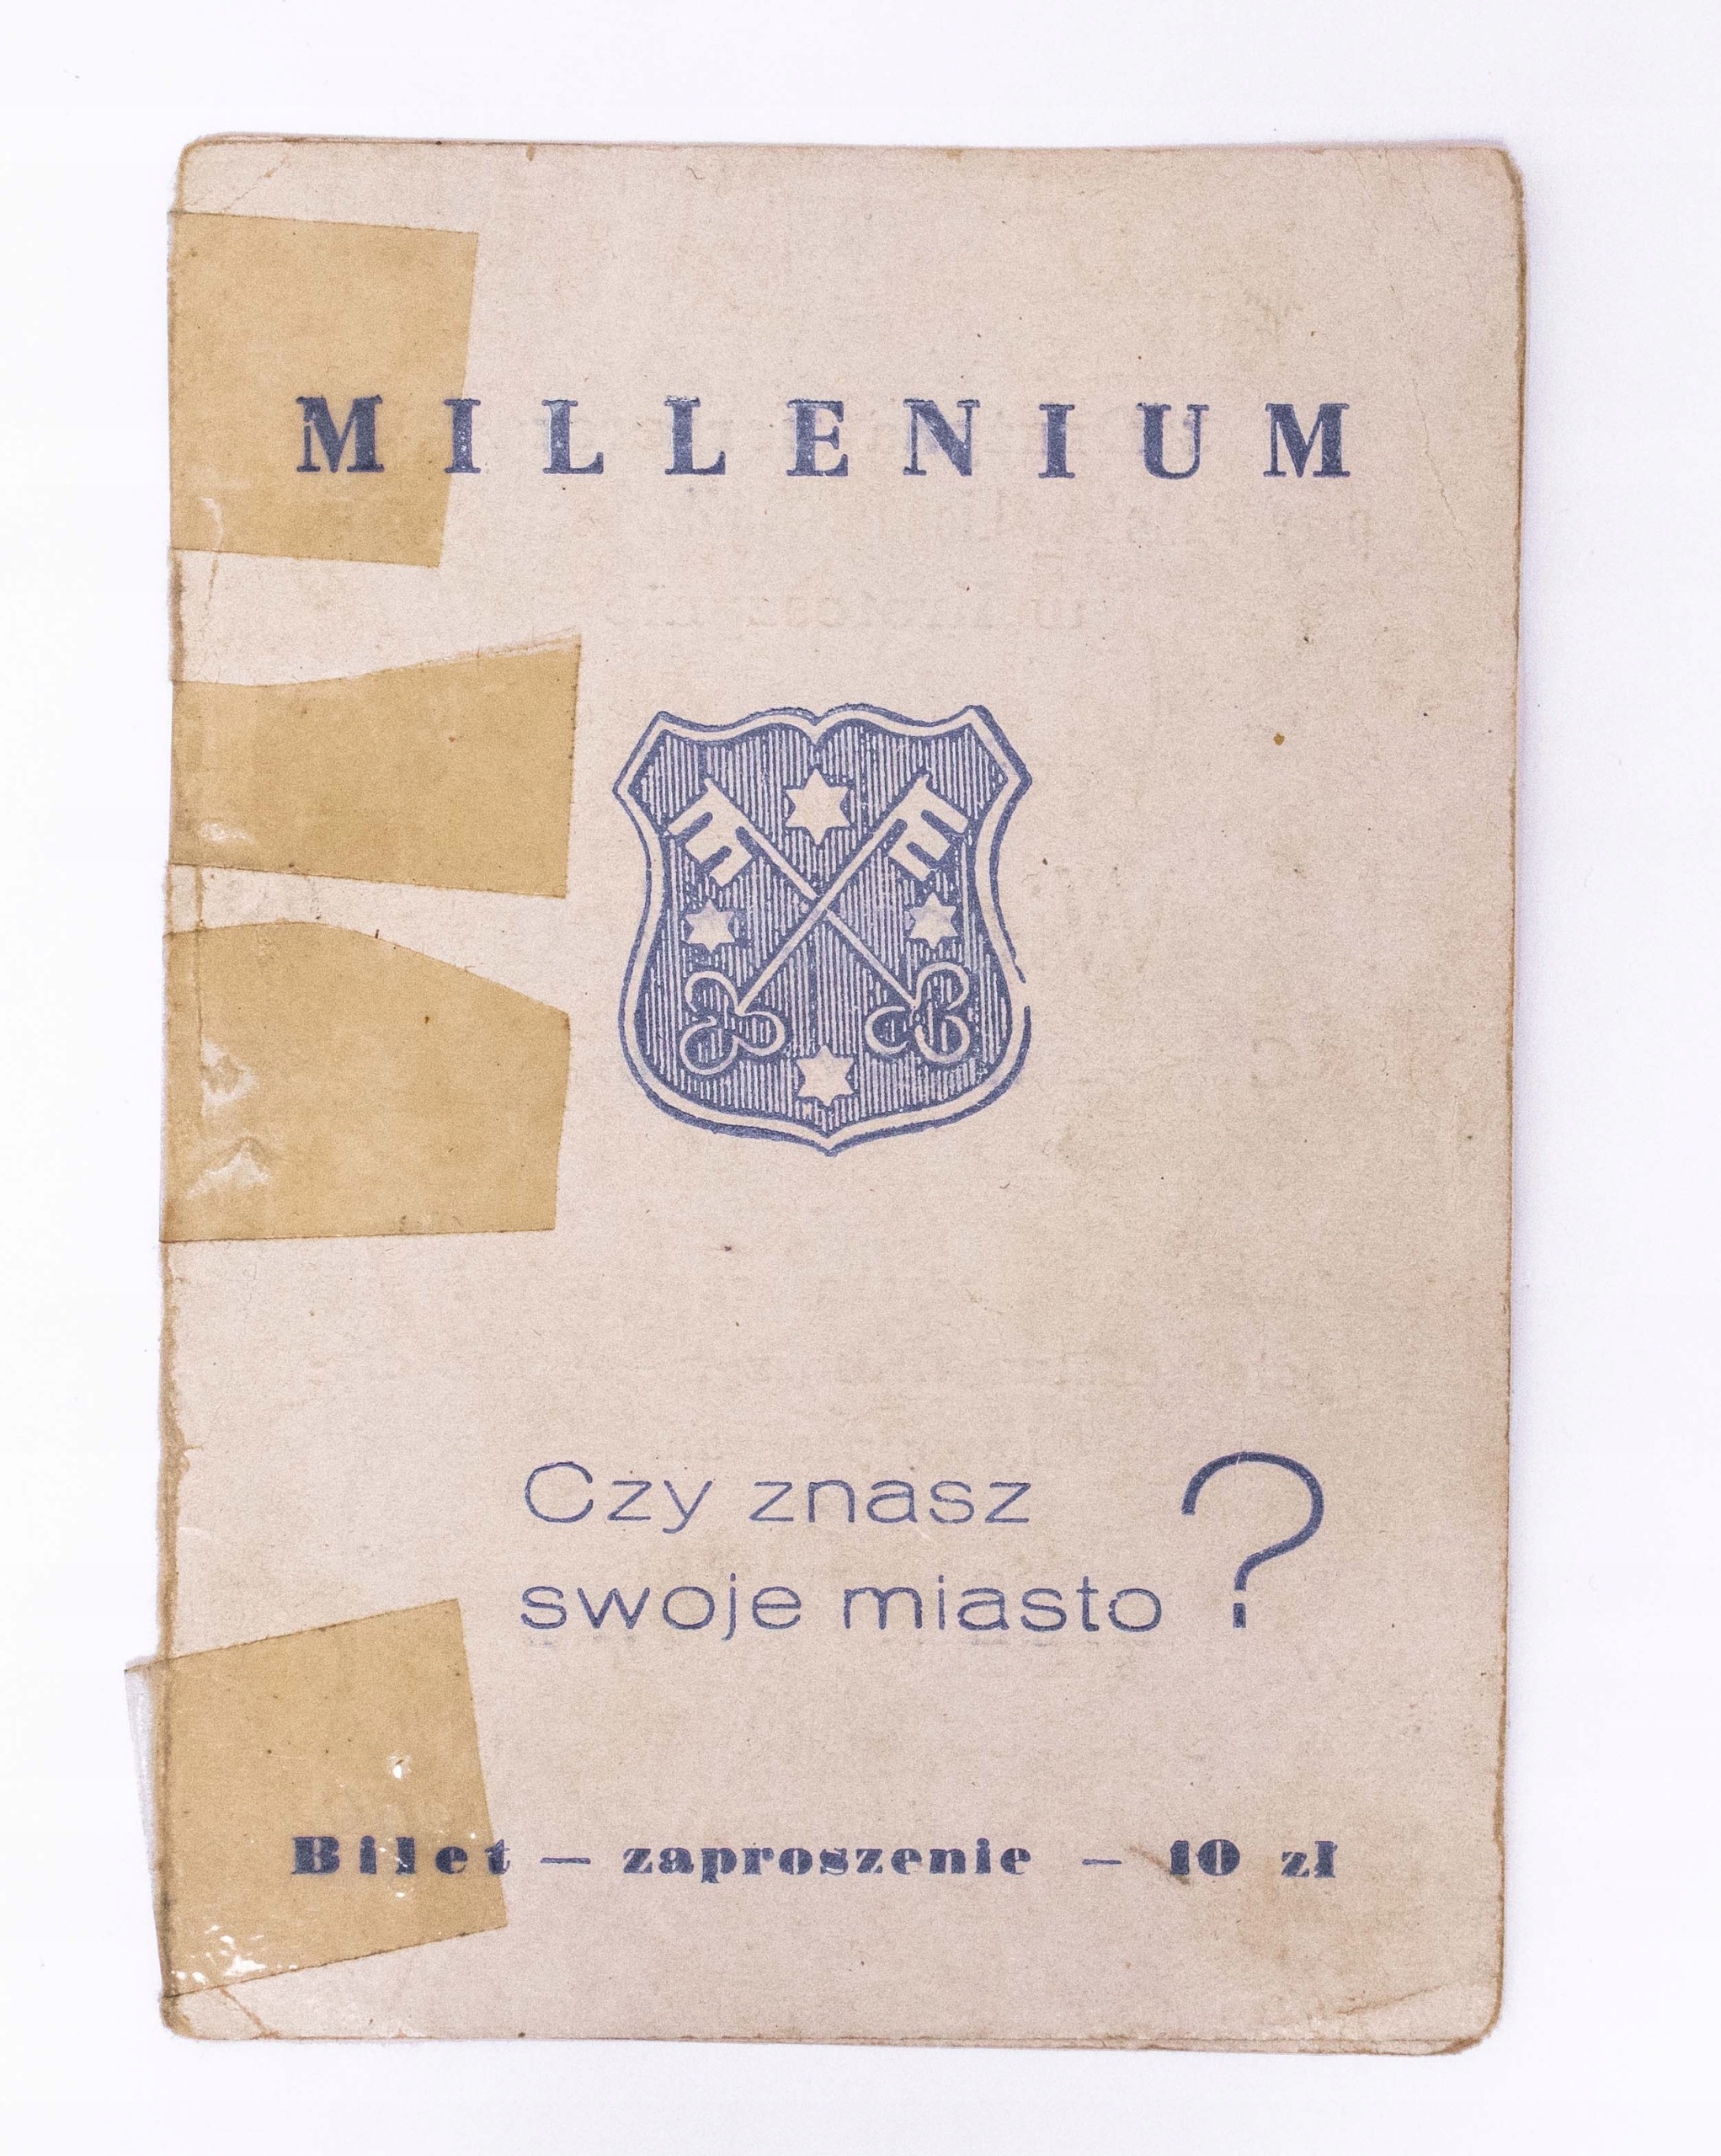 MILLENIUM
Czy znasz
swoje miasto ?
Bilet — zaproszenie — 10 zł